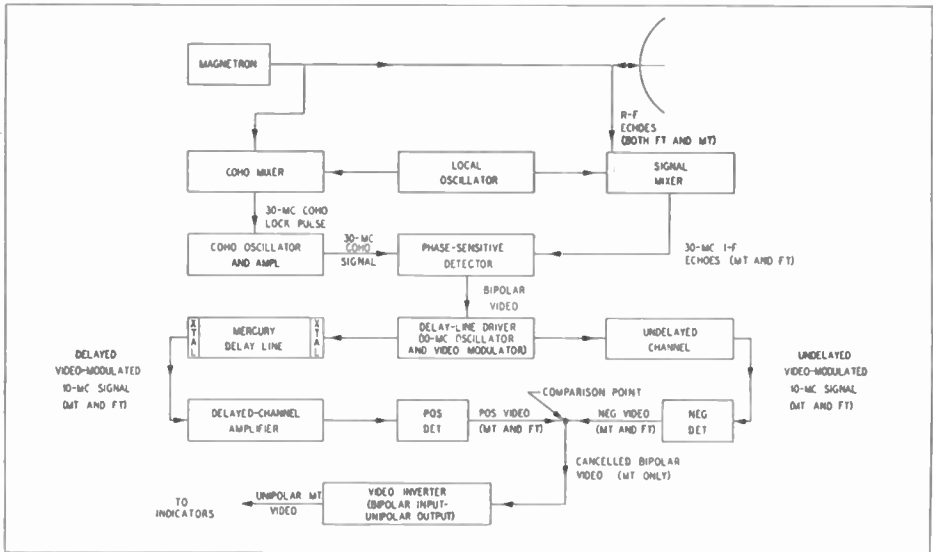 MAGNETRON
R-F
ECHOES
(BOTH FT AND MT)
COHO MIXER
LOCAL
OSCILLATOR
SIGNAL
MIXER
30-MC COHO
LOCK PULSE
COHO OSCILLATOR
AND AMPL
30-MC
COHO
SIGNAL
PHASE-SENSITIVE
DETECTOR
30-MC I-F
ECHOES (MT AND FT)
BIPOLAR
VIDEO
XTAL
MERCURY
DELAY LINE
XTAL
DELAY-LINE DRIVER
(10-MC OSCILLATOR
AND VIDEO MODULATOR)
UNDELAYED
CHANNEL
DELAYED
VIDEO-MODULATED
10-MC SIGNAL
(MT AND FT)
UNDELAYED
VIDEO-MODULATED
10-MC SIGNAL
(MT AND FT)
COMPARISON POINT
DELAYED-CHANNEL
AMPLIFIER
POS
DET
POS VIDEO
(MT AND FT)
NEG VIDEO
(MT AND FT)
NEG
DET
CANCELLED BIPOLAR
VIDEO (MT ONLY)
TO
INDICATORS
UNIPOLAR MT
VIDEO
VIDEO INVERTER
(BIPOLAR INPUT-
UNIPOLAR OUTPUT)